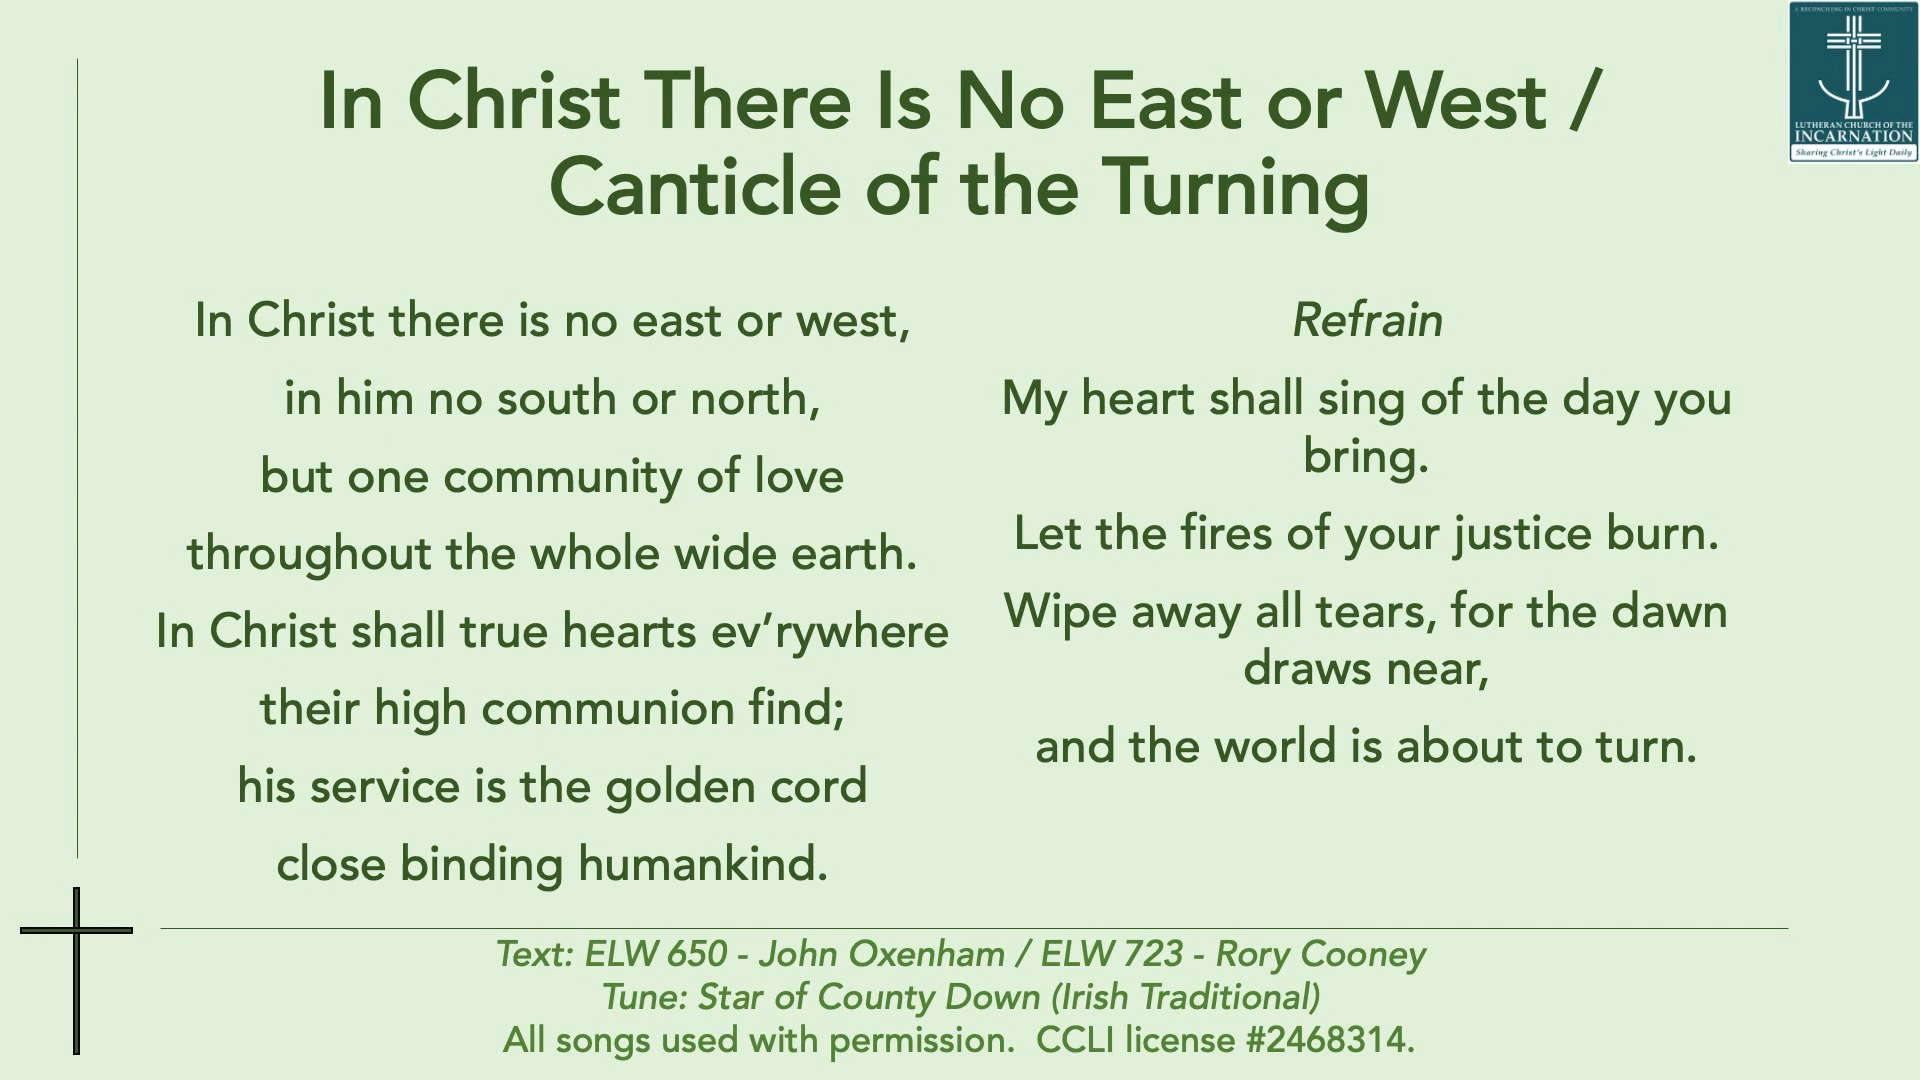 A RECONCILING IN CHRIST COMMUNITY
LUTHERAN CHURCH OF THE
INCARNATION
Sharing Christ's Light Daily
In Christ There Is No East or West /
Canticle of the Turning
In Christ there is no east or west,
in him no south or north,
but one community of love
throughout the whole wide earth.
In Christ shall true hearts ev’rywhere
their high communion find;
his service is the golden cord
close binding humankind.
Refrain
My heart shall sing of the day you
bring.
Let the fires of your justice burn.
Wipe away all tears, for the dawn
draws near,
and the world is about to turn.
Text: ELW 650 - John Oxenham / ELW 723 - Rory Cooney
Tune: Star of County Down (Irish Traditional)
All songs used with permission.  CCLI license #2468314.